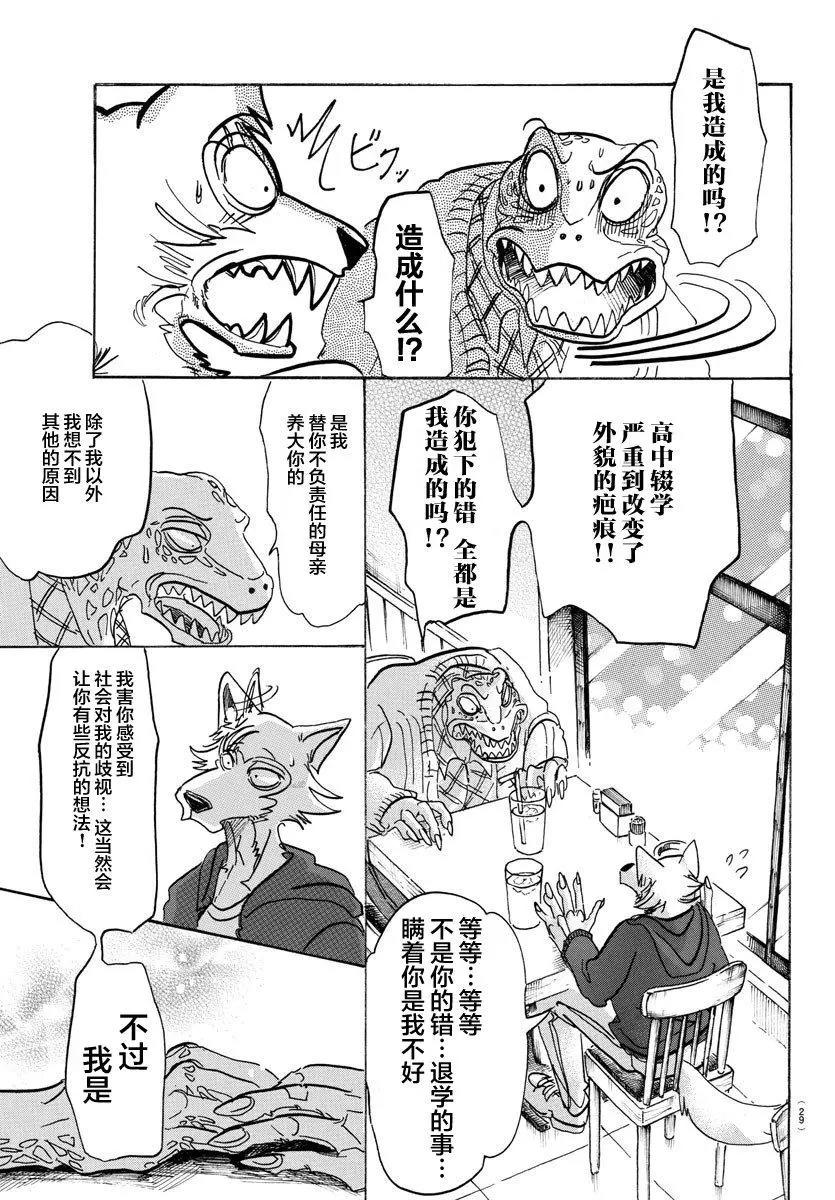 是我造成的吗!?
ビクッ
造成什么!?
高中辍学
严重到改变了
外貌的疤痕!!
你犯下的错 全都是
我造成的吗!?
等等…等等
不是你的错…退学的事…
瞒着你是我不好
是我
替你不负责任的母亲
养大你的
除了我以外
我想不到
其他的原因
我害你感受到
社会对我的歧视…这当然会
让你有些反抗的想法!
不过
我是
(29)